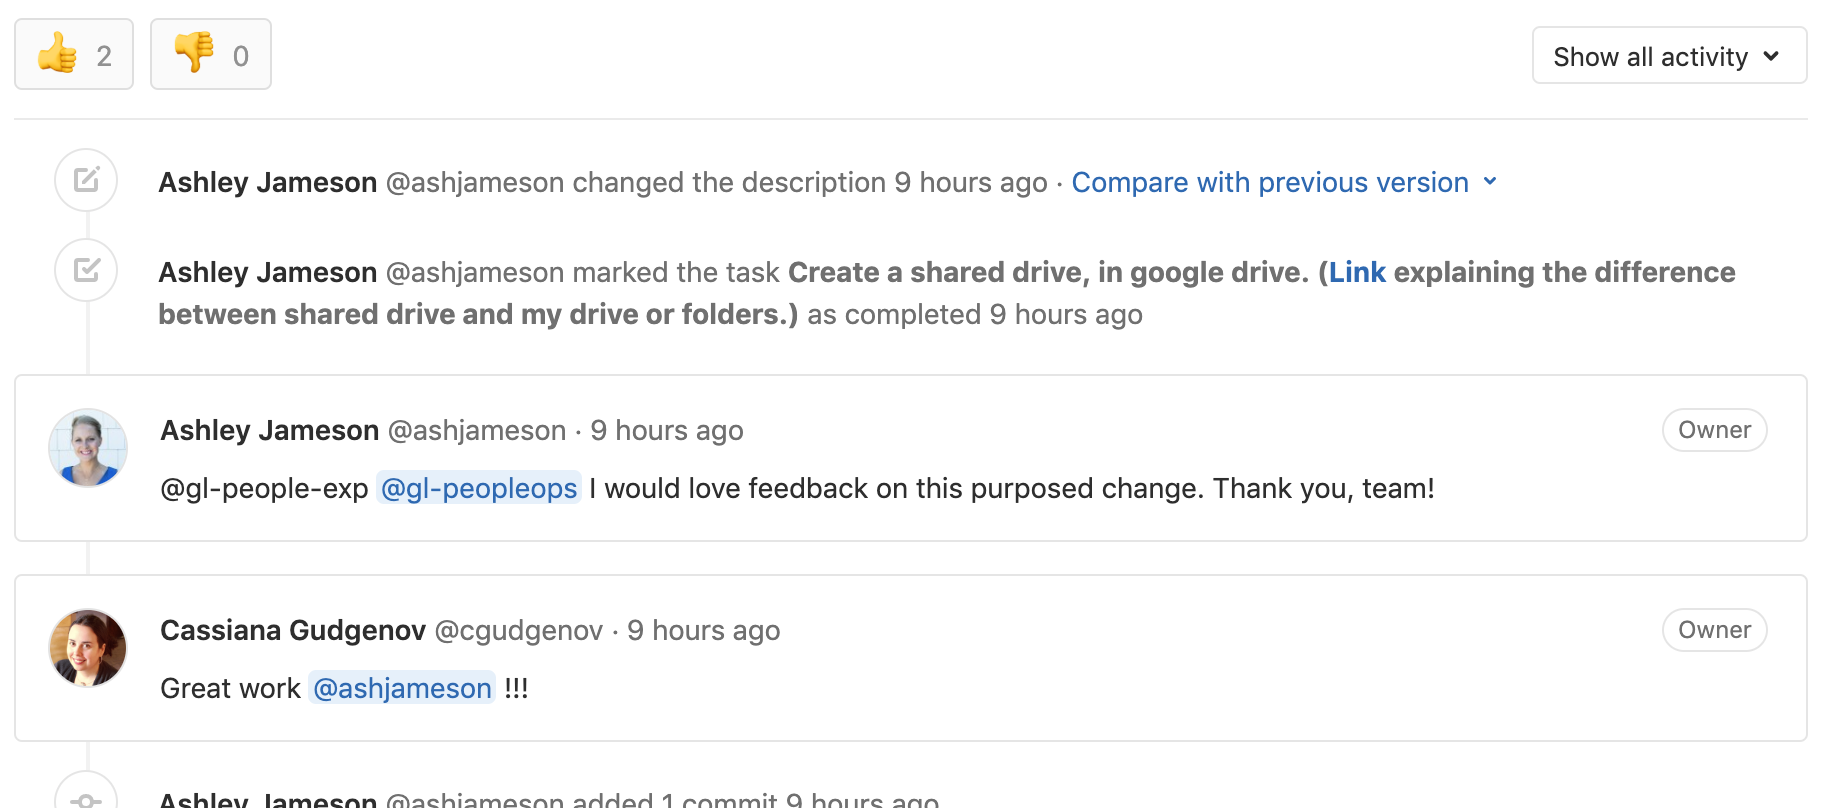 👍 2 👎 0 Show all activity
Ashley Jameson @ashjameson changed the description 9 hours ago · Compare with previous version
Ashley Jameson @ashjameson marked the task Create a shared drive, in google drive. (Link explaining the difference
between shared drive and my drive or folders.) as completed 9 hours ago
Ashley Jameson @ashjameson · 9 hours ago Owner
@gl-people-exp @gl-peopleops I would love feedback on this purposed change. Thank you, team!
Cassiana Gudgenov @cgudgenov · 9 hours ago Owner
Great work @ashjameson !!!
Ashley Jameson @ashjameson added 1 commit 9 hours ago